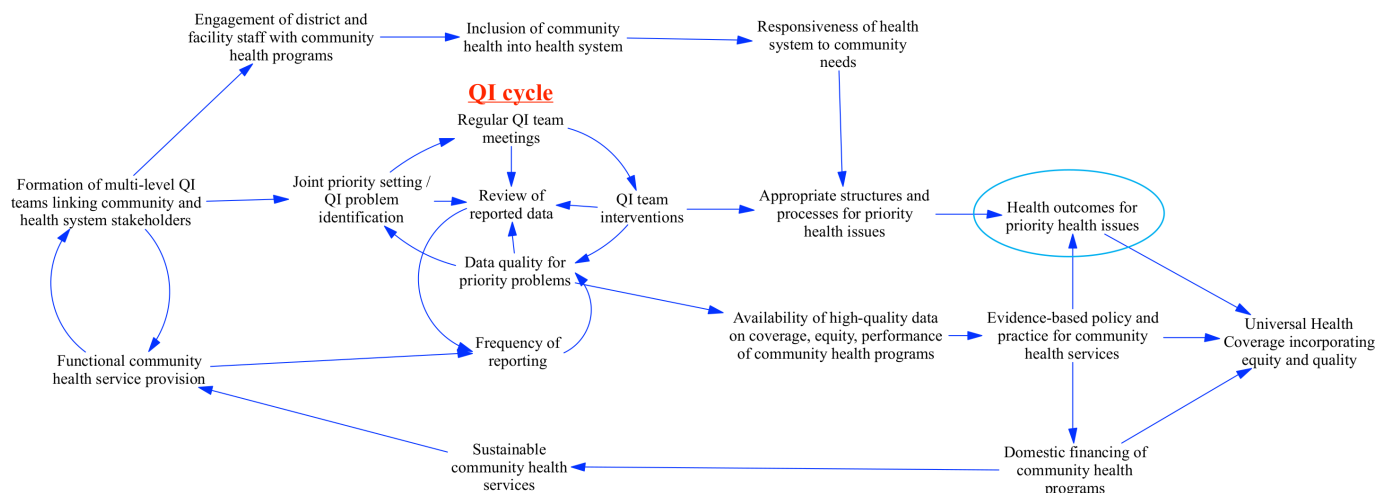 Engagement of district and
facility staff with community
health programs
Inclusion of community
health into health system
Responsiveness of health
system to community
needs
QI cycle
Regular QI team
meetings
Formation of multi-level QI
teams linking community and
health system stakeholders
Joint priority setting /
QI problem
identification
Review of
reported data
QI team
interventions
Appropriate structures and
processes for priority
health issues
Health outcomes for
priority health issues
Data quality for
priority problems
Availability of high-quality data
on coverage, equity, performance
of community health programs
Evidence-based policy and
practice for community
health services
Universal Health
Coverage incorporating
equity and quality
Functional community
health service provision
Frequency of
reporting
Sustainable
community health
services
Domestic financing of
community health
programs